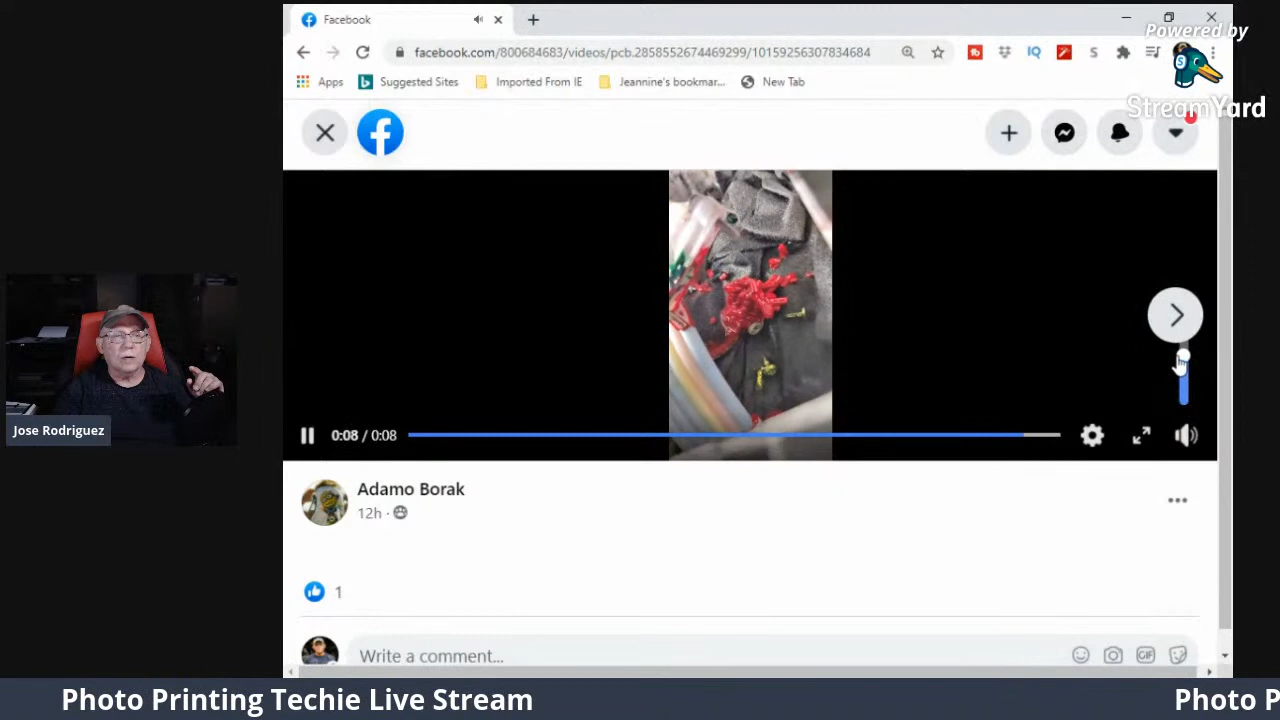 Facebook
Powered by
facebook.com/800684683/videos/pcb.2858552674469299/10159256307834684
IQ
S
S
Apps
Suggested Sites
Imported From IE
Jeannine's bookmar...
New Tab
StreamYard
0:08 / 0:08
Jose Rodriguez
Adamo Borak
12h ·
1
Write a comment...
GIF
Photo Printing Techie Live Stream
Photo P